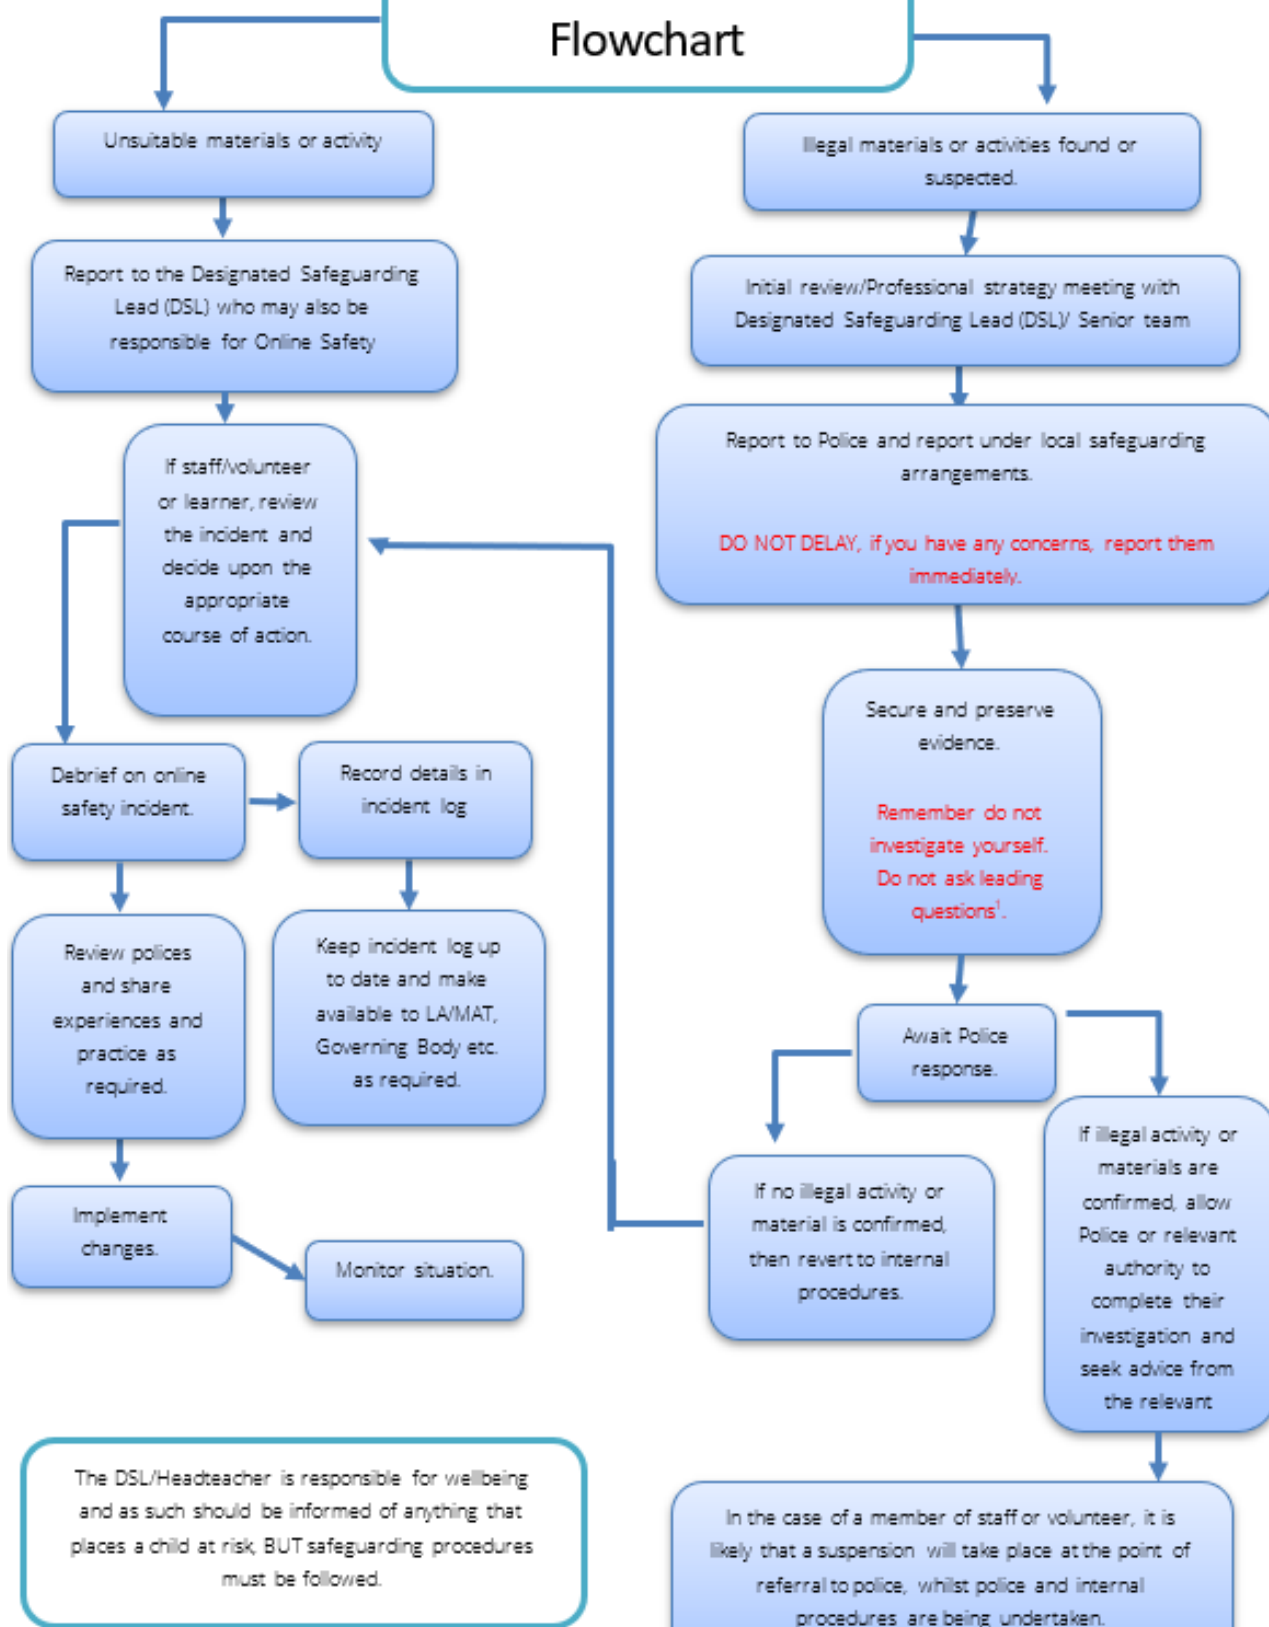 Flowchart
Unsuitable materials or activity
Illegal materials or activities found or
suspected.
Report to the Designated Safeguarding
Lead (DSL) who may also be
responsible for Online Safety
Initial review/Professional strategy meeting with
Designated Safeguarding Lead (DSL)/ Senior team
If staff/volunteer
or learner, review
the incident and
decide upon the
appropriate
course of action.
Report to Police and report under local safeguarding
arrangements.
DO NOT DELAY, if you have any concerns, report them
immediately.
Secure and preserve
evidence.
Remember do not
investigate yourself.
Do not ask leading
questions¹.
Debrief on online
safety incident.
Record details in
incident log
Review polices
and share
experiences and
practice as
required.
Keep incident log up
to date and make
available to LA/MAT,
Governing Body etc.
as required.
Await Police
response.
Implement
changes.
Monitor situation.
If no illegal activity or
material is confirmed,
then revert to internal
procedures.
If illegal activity or
materials are
confirmed, allow
Police or relevant
authority to
complete their
investigation and
seek advice from
the relevant
The DSL/Headteacher is responsible for wellbeing
and as such should be informed of anything that
places a child at risk, BUT safeguarding procedures
must be followed.
In the case of a member of staff or volunteer, it is
likely that a suspension will take place at the point of
referral to police, whilst police and internal
procedures are being undertaken.